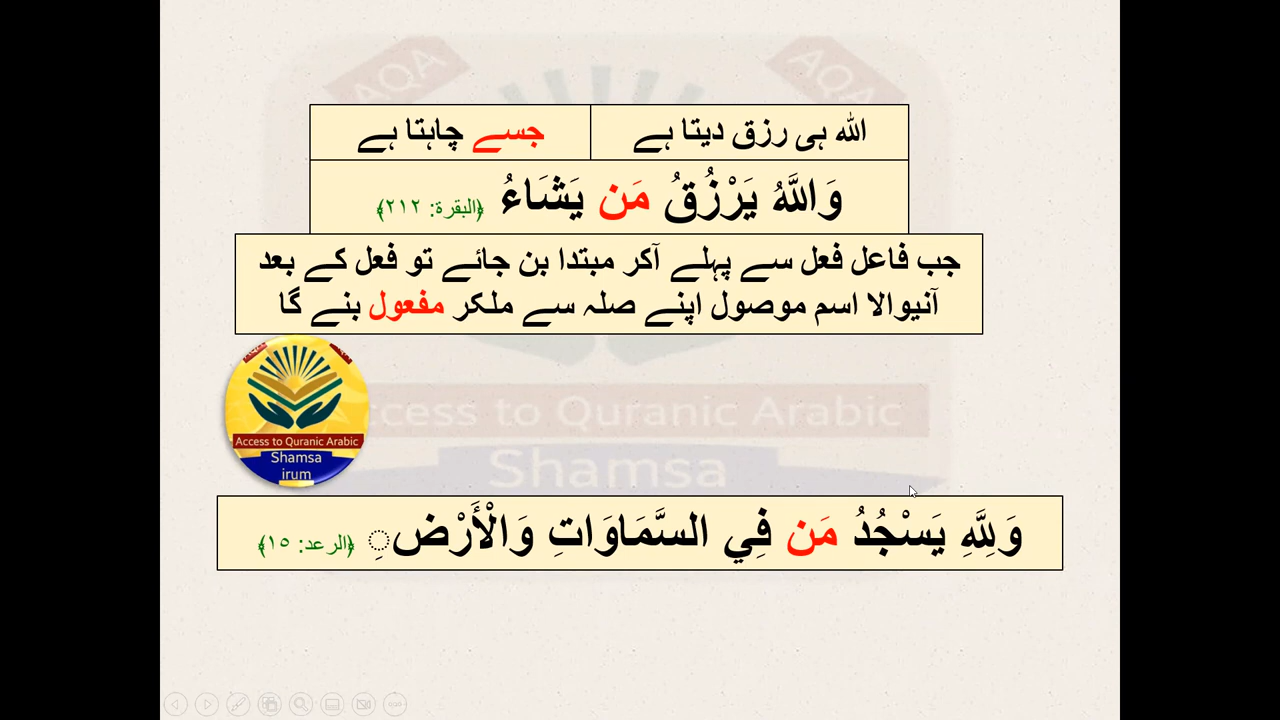 AQA AQA
اللہ ہی رزق دیتا ہے جسے چاہتا ہے
وَاللَّهُ يَرْزُقُ مَن يَشَاءُ ﴿البقرة: ٢١٢﴾
جب فاعل فعل سے پہلے آکر مبتدا بن جائے تو فعل کے بعد
آنیوالا اسم موصول اپنے صلہ سے ملکر مفعول بنے گا
Access to Quranic Arabic
Shamsa
irum
ccess to Quranic Arabic
Shamsa
وَلِلَّهِ يَسْجُدُ مَن فِي السَّمَاوَاتِ وَالْأَرْض◌ِ ﴿الرعد: ١٥﴾